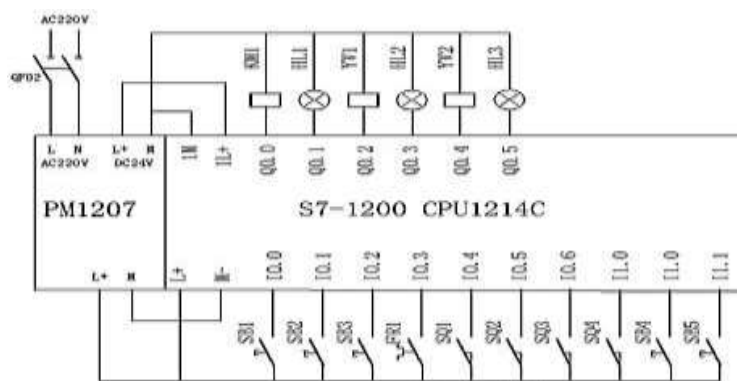 AC220V AC220V
QF02
KM1 HL1 YV1 HL2 YV2 HL3
L N L+ M 1M 1L+ Q0.0 Q0.1 Q0.2 Q0.3 Q0.4 Q0.5
AC220V DC24V
PM1207 S7-1200 CPU1214C
L+ M L+ M- I0.0 I0.1 I0.2 I0.3 I0.4 I0.5 I0.6 I1.0 I1.0 I1.1
SB1 SB2 SB3 FR1 SQ1 SQ2 SQ3 SQ4 SB4 SB5